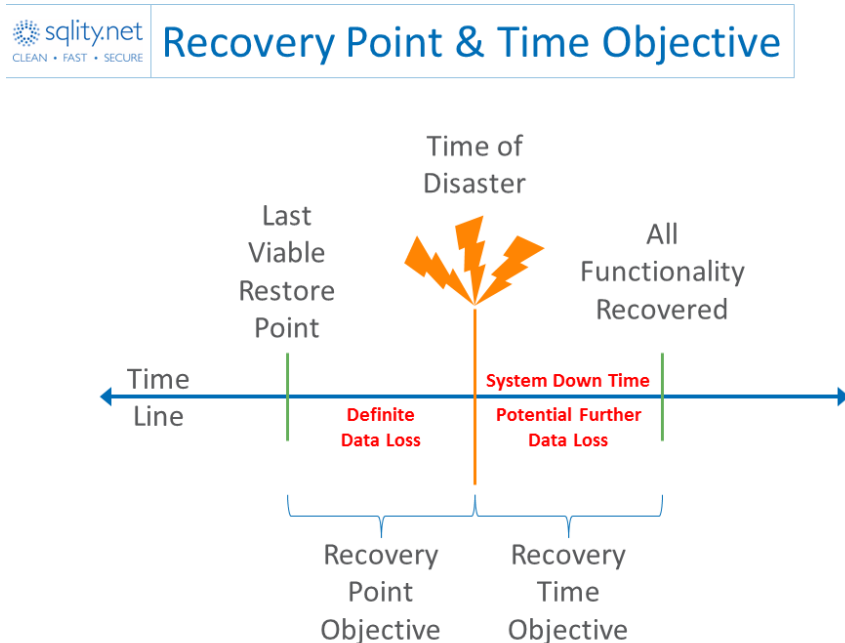 sqlity.net
CLEAN • FAST • SECURE
Recovery Point & Time Objective
Time of
Disaster
Last
Viable
Restore
Point
All
Functionality
Recovered
Time
Line
System Down Time
Definite
Data Loss
Potential Further
Data Loss
Recovery
Point
Objective
Recovery
Time
Objective